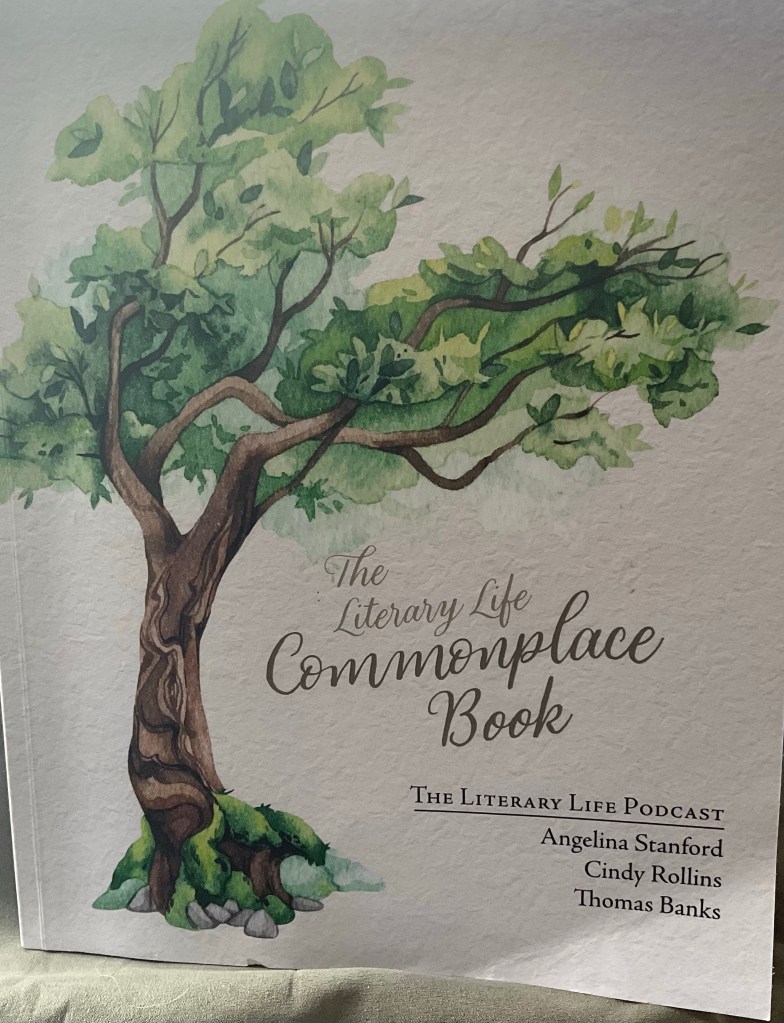 The
Literary Life
Commonplace
Book
The Literary Life Podcast
Angelina Stanford
Cindy Rollins
Thomas Banks